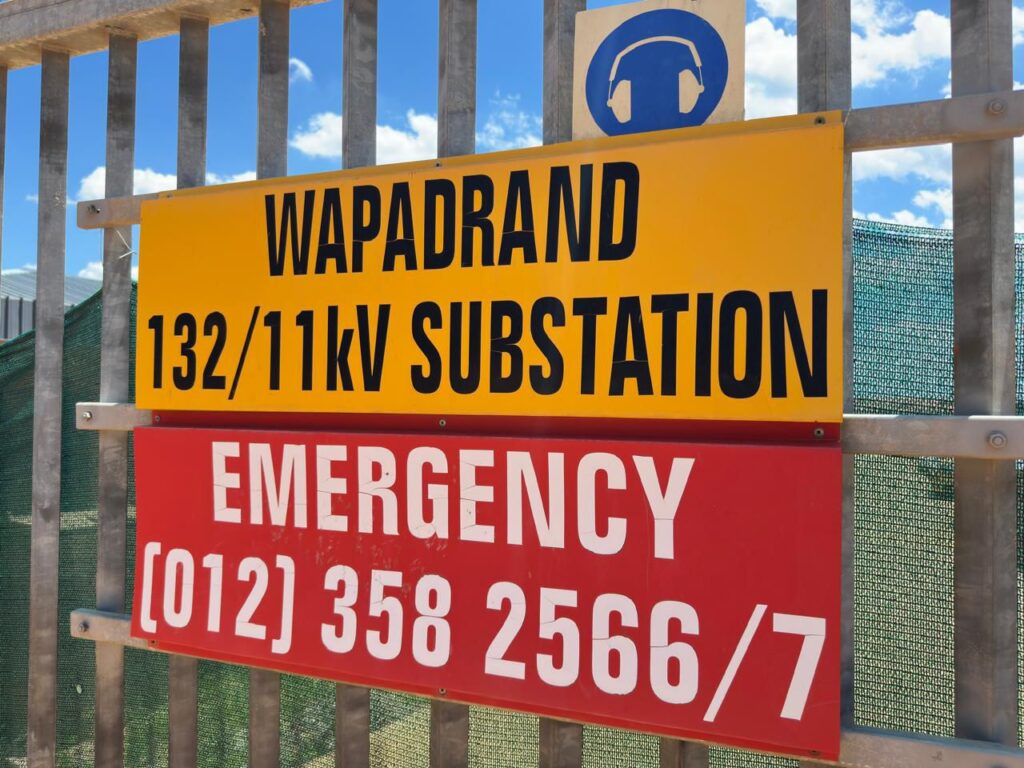 WAPADRAND
132/11kV SUBSTATION
EMERGENCY
(012) 358 2566/7